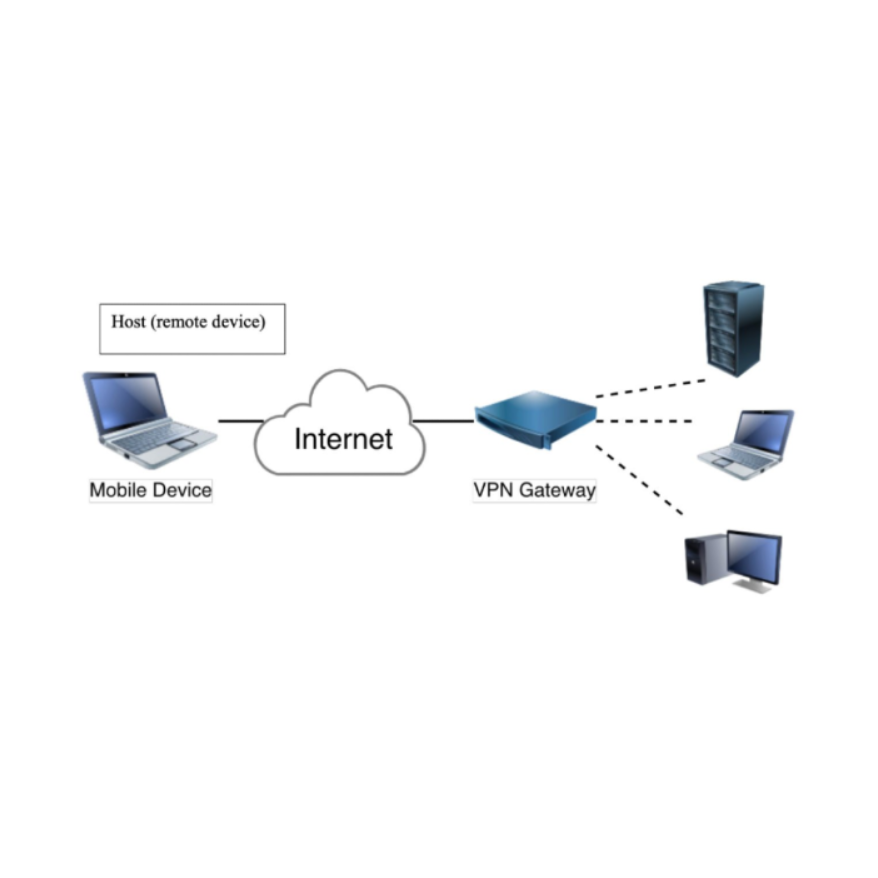 Host (remote device)
Internet
Mobile Device
VPN Gateway